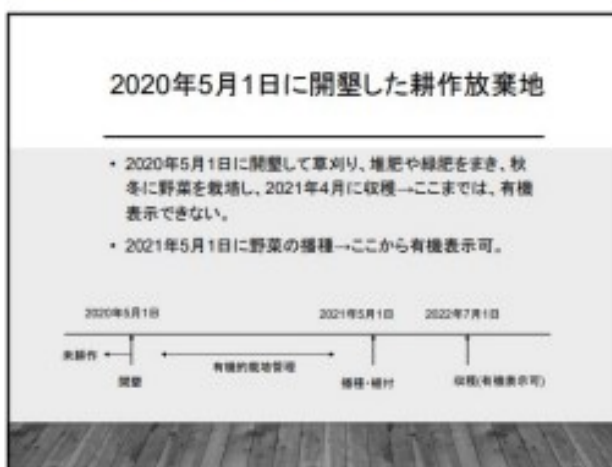 2020年5月1日に開墾した耕作放棄地
• 2020年5月1日に開墾して草刈り、堆肥や緑肥をまき、秋
冬に野菜を栽培し、2021年4月に収穫→ここまでは、有機
表示できない。
• 2021年5月1日に野菜の播種→ここから有機表示可。
2020年5月1日 2021年5月1日 2022年7月1日
未耕作 有機的栽培管理
開墾 播種・植付 収穫(有機表示可)